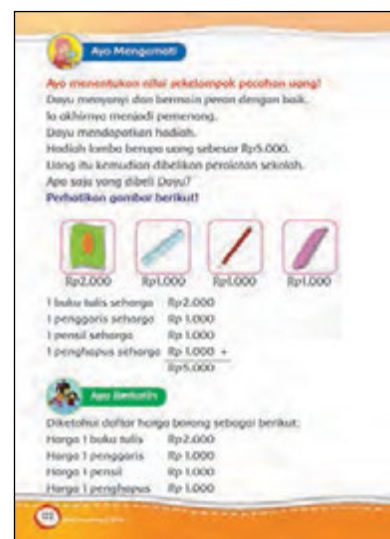 Ayo Mengamati
Ayo menentukan nilai sekelompok pecahan uang!
Dayu menyanyi dan bermain peran dengan baik.
Ia akhirnya menjadi pemenang.
Dayu mendapatkan hadiah.
Hadiah lomba berupa uang sebesar Rp5.000.
Uang itu kemudian dibelikan peralatan sekolah.
Apa saja yang dibeli Dayu?
Perhatikan gambar berikut!
Rp2.000 Rp1.000 Rp1.000 Rp1.000
1 buku tulis seharga Rp2.000
1 penggaris seharga Rp 1.000
1 pensil seharga Rp 1.000
1 penghapus seharga Rp 1.000 +
Rp5.000
Ayo Berlatih
Diketahui daftar harga barang sebagai berikut:
Harga 1 buku tulis Rp2.000
Harga 1 penggaris Rp 1.000
Harga 1 pensil Rp 1.000
Harga 1 penghapus Rp 1.000